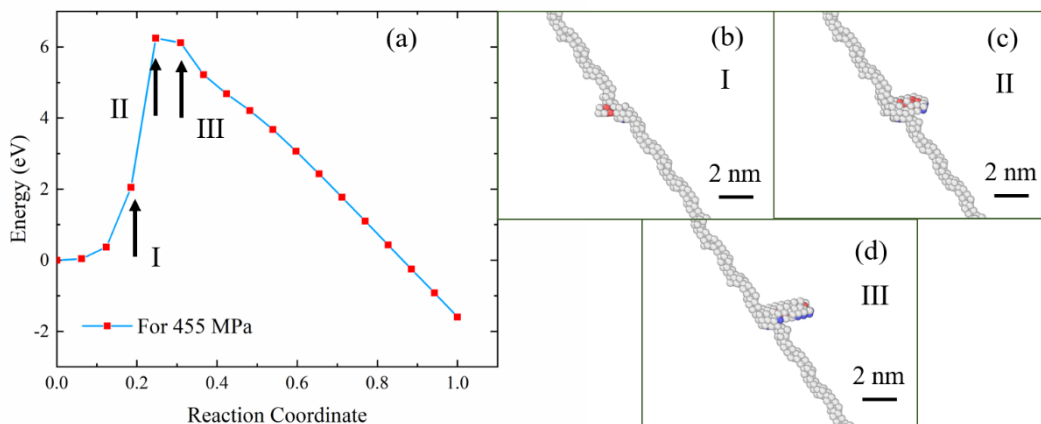 (a)
6
4
2
0
-2
Energy (eV)
II
III
I
For 455 MPa
0.0 0.2 0.4 0.6 0.8 1.0
Reaction Coordinate
(b)
I
2 nm
(c)
II
2 nm
(d)
III
2 nm